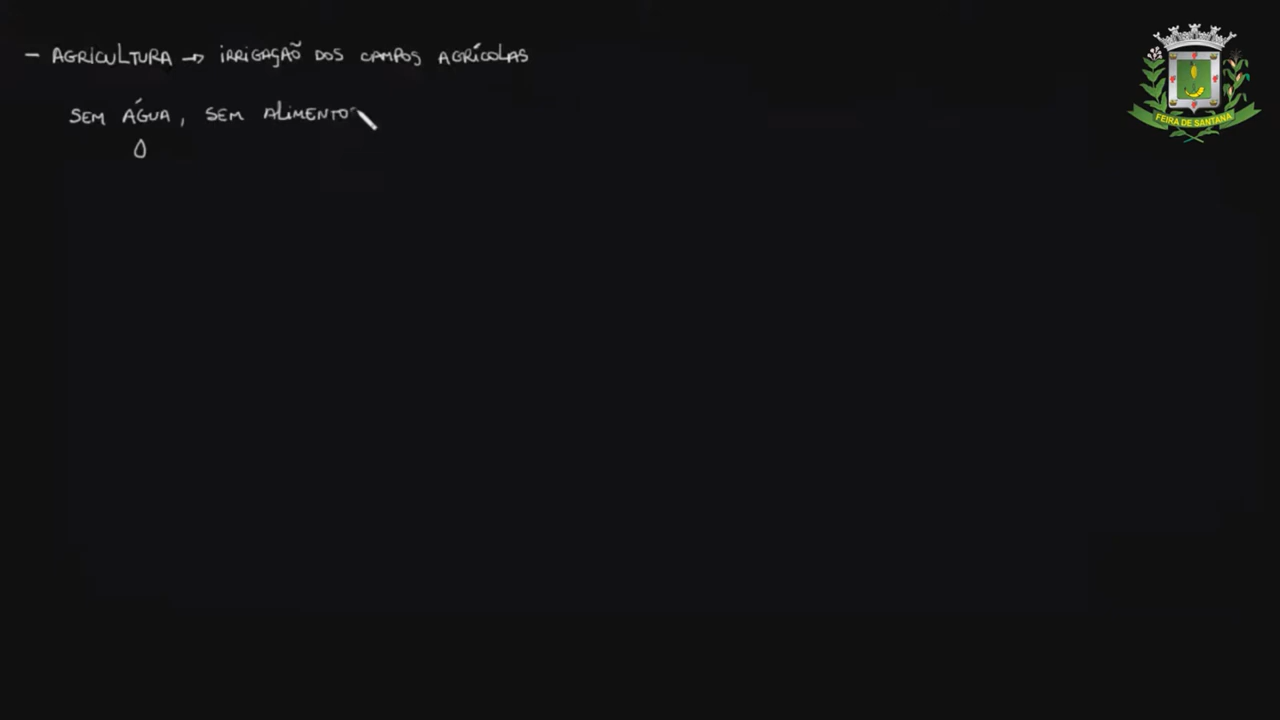 - AGRICULTURA → IRRIGAÇÃO DOS CAMPOS AGRÍCOLAS
SEM ÁGUA, SEM ALIMENTO
FEIRA DE SANTANA